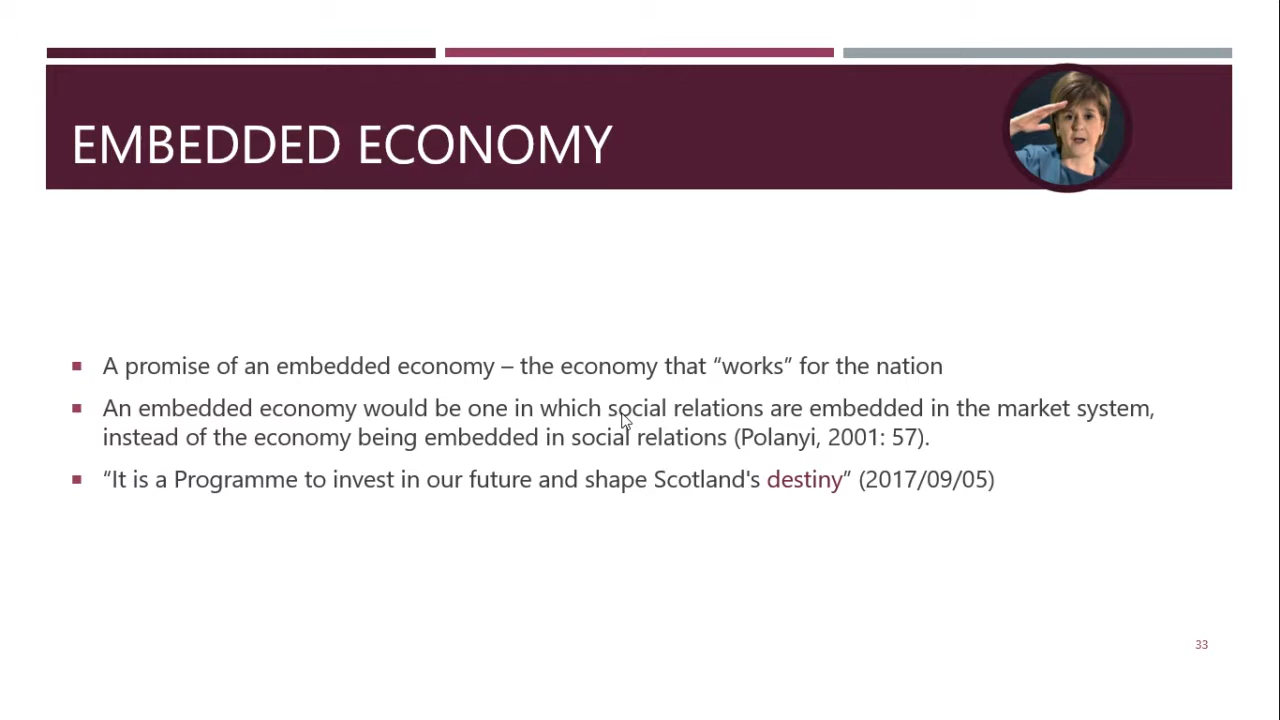 EMBEDDED ECONOMY
▪ A promise of an embedded economy – the economy that “works” for the nation
▪ An embedded economy would be one in which social relations are embedded in the market system,
instead of the economy being embedded in social relations (Polanyi, 2001: 57).
▪ “It is a Programme to invest in our future and shape Scotland's destiny” (2017/09/05)
33